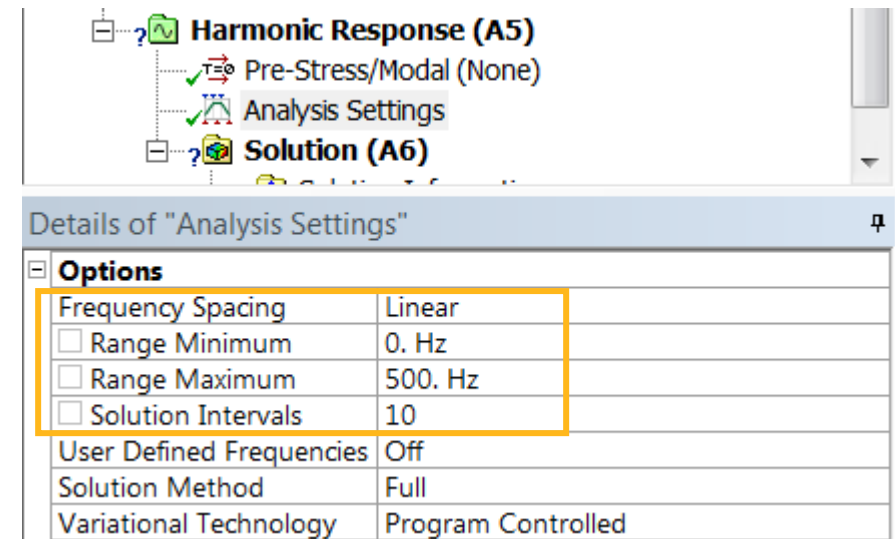 Harmonic Response (A5)
Pre-Stress/Modal (None)
Analysis Settings
Solution (A6)
Details of "Analysis Settings"
Options
Frequency Spacing Linear
Range Minimum 0. Hz
Range Maximum 500. Hz
Solution Intervals 10
User Defined Frequencies Off
Solution Method Full
Variational Technology Program Controlled